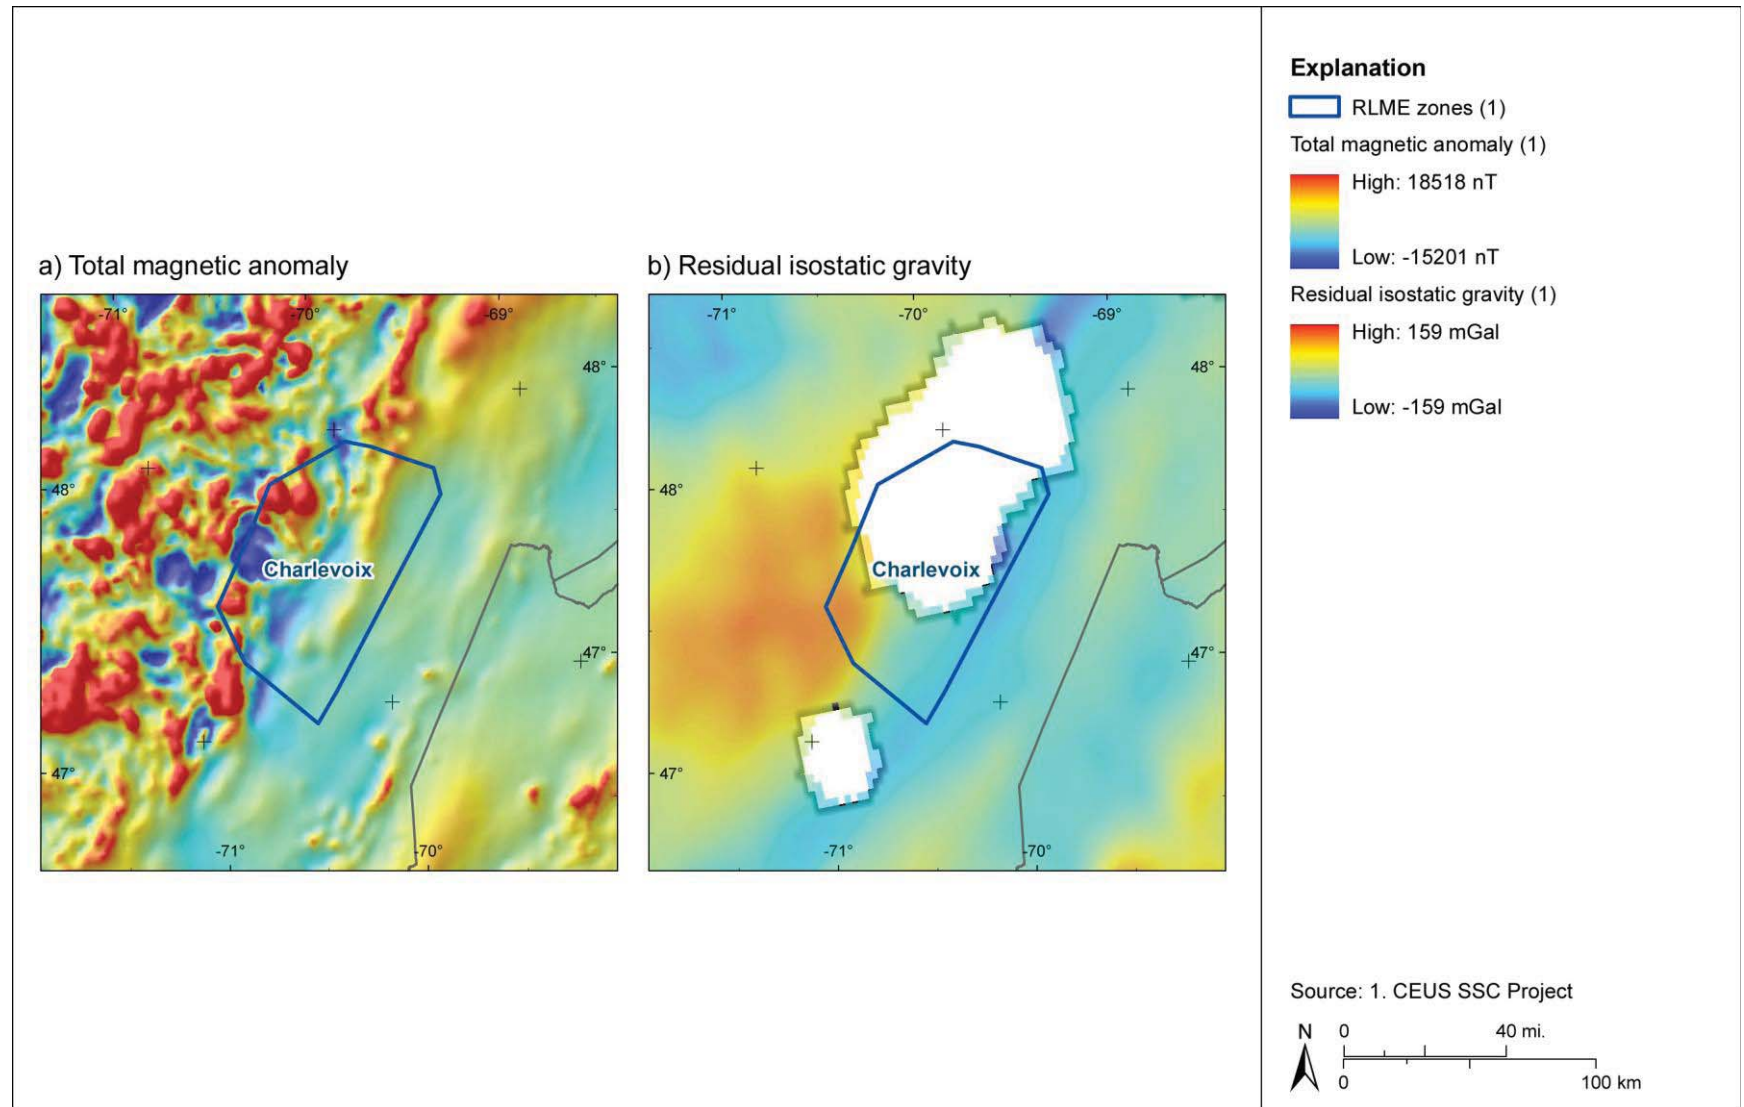 a) Total magnetic anomaly
-71°
-70°
-69°
48°
48°
Charlevoix
47°
47°
-71°
-70°
b) Residual isostatic gravity
-71°
-70°
-69°
48°
48°
Charlevoix
47°
47°
-71°
-70°
Explanation
RLME zones (1)
Total magnetic anomaly (1)
High: 18518 nT
Low: -15201 nT
Residual isostatic gravity (1)
High: 159 mGal
Low: -159 mGal
Source: 1. CEUS SSC Project
N
0 40 mi.
0 100 km